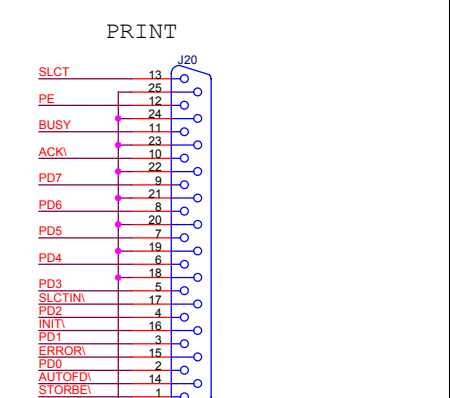 PRINT
J20
SLCT 13
25
PE 12
24
BUSY 11
23
ACK\ 10
22
PD7 9
21
PD6 8
20
PD5 7
19
PD4 6
18
PD3 5
SLCTIN\ 17
PD2 4
INIT\ 16
PD1 3
ERROR\ 15
PD0 2
AUTOFD\ 14
STORBE\ 1